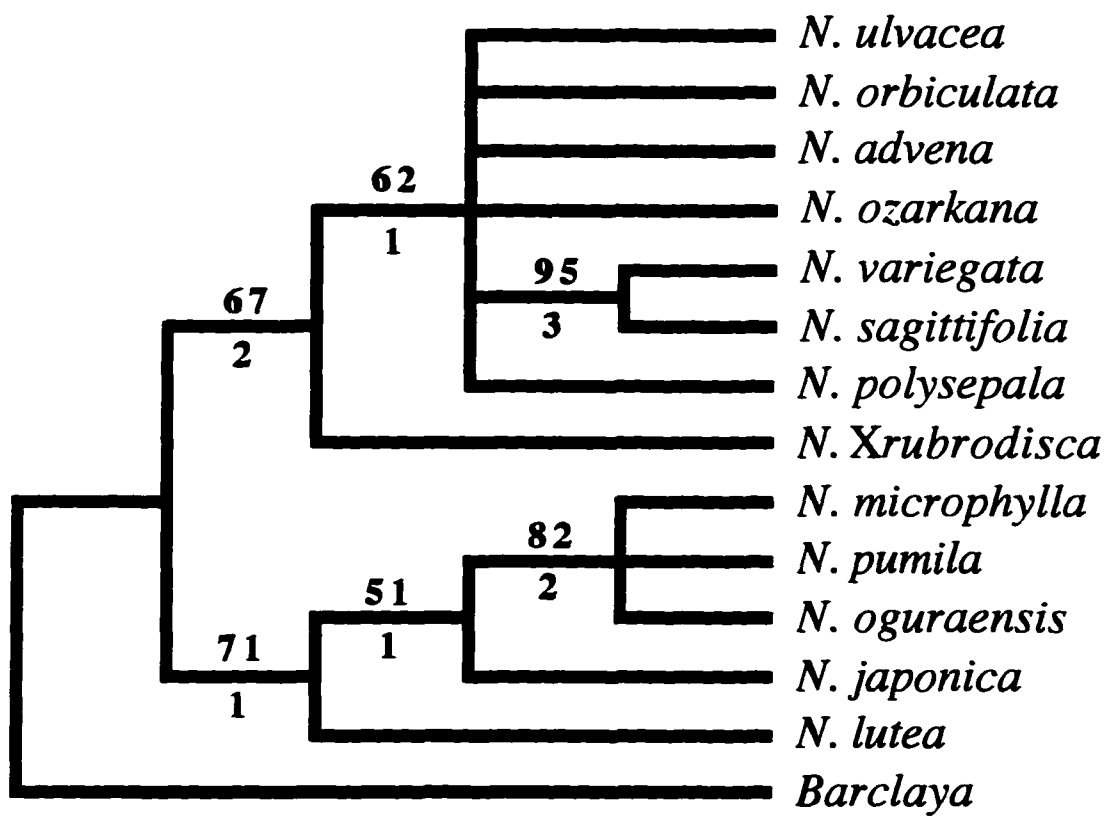 N. ulvacea
N. orbiculata
N. advena
62
N. ozarkana
1
95
N. variegata
67
3
N. sagittifolia
2
N. polysepala
N. Xrubrodisca
N. microphylla
82
N. pumila
2
51
N. oguraensis
71
1
N. japonica
1
N. lutea
Barclaya